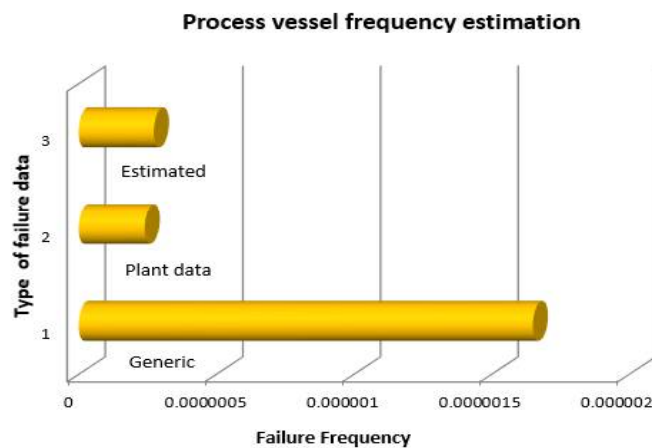 Process vessel frequency estimation
Type of failure data
3
Estimated
2
Plant data
1
Generic
0 0.0000005 0.000001 0.0000015 0.000002
Failure Frequency